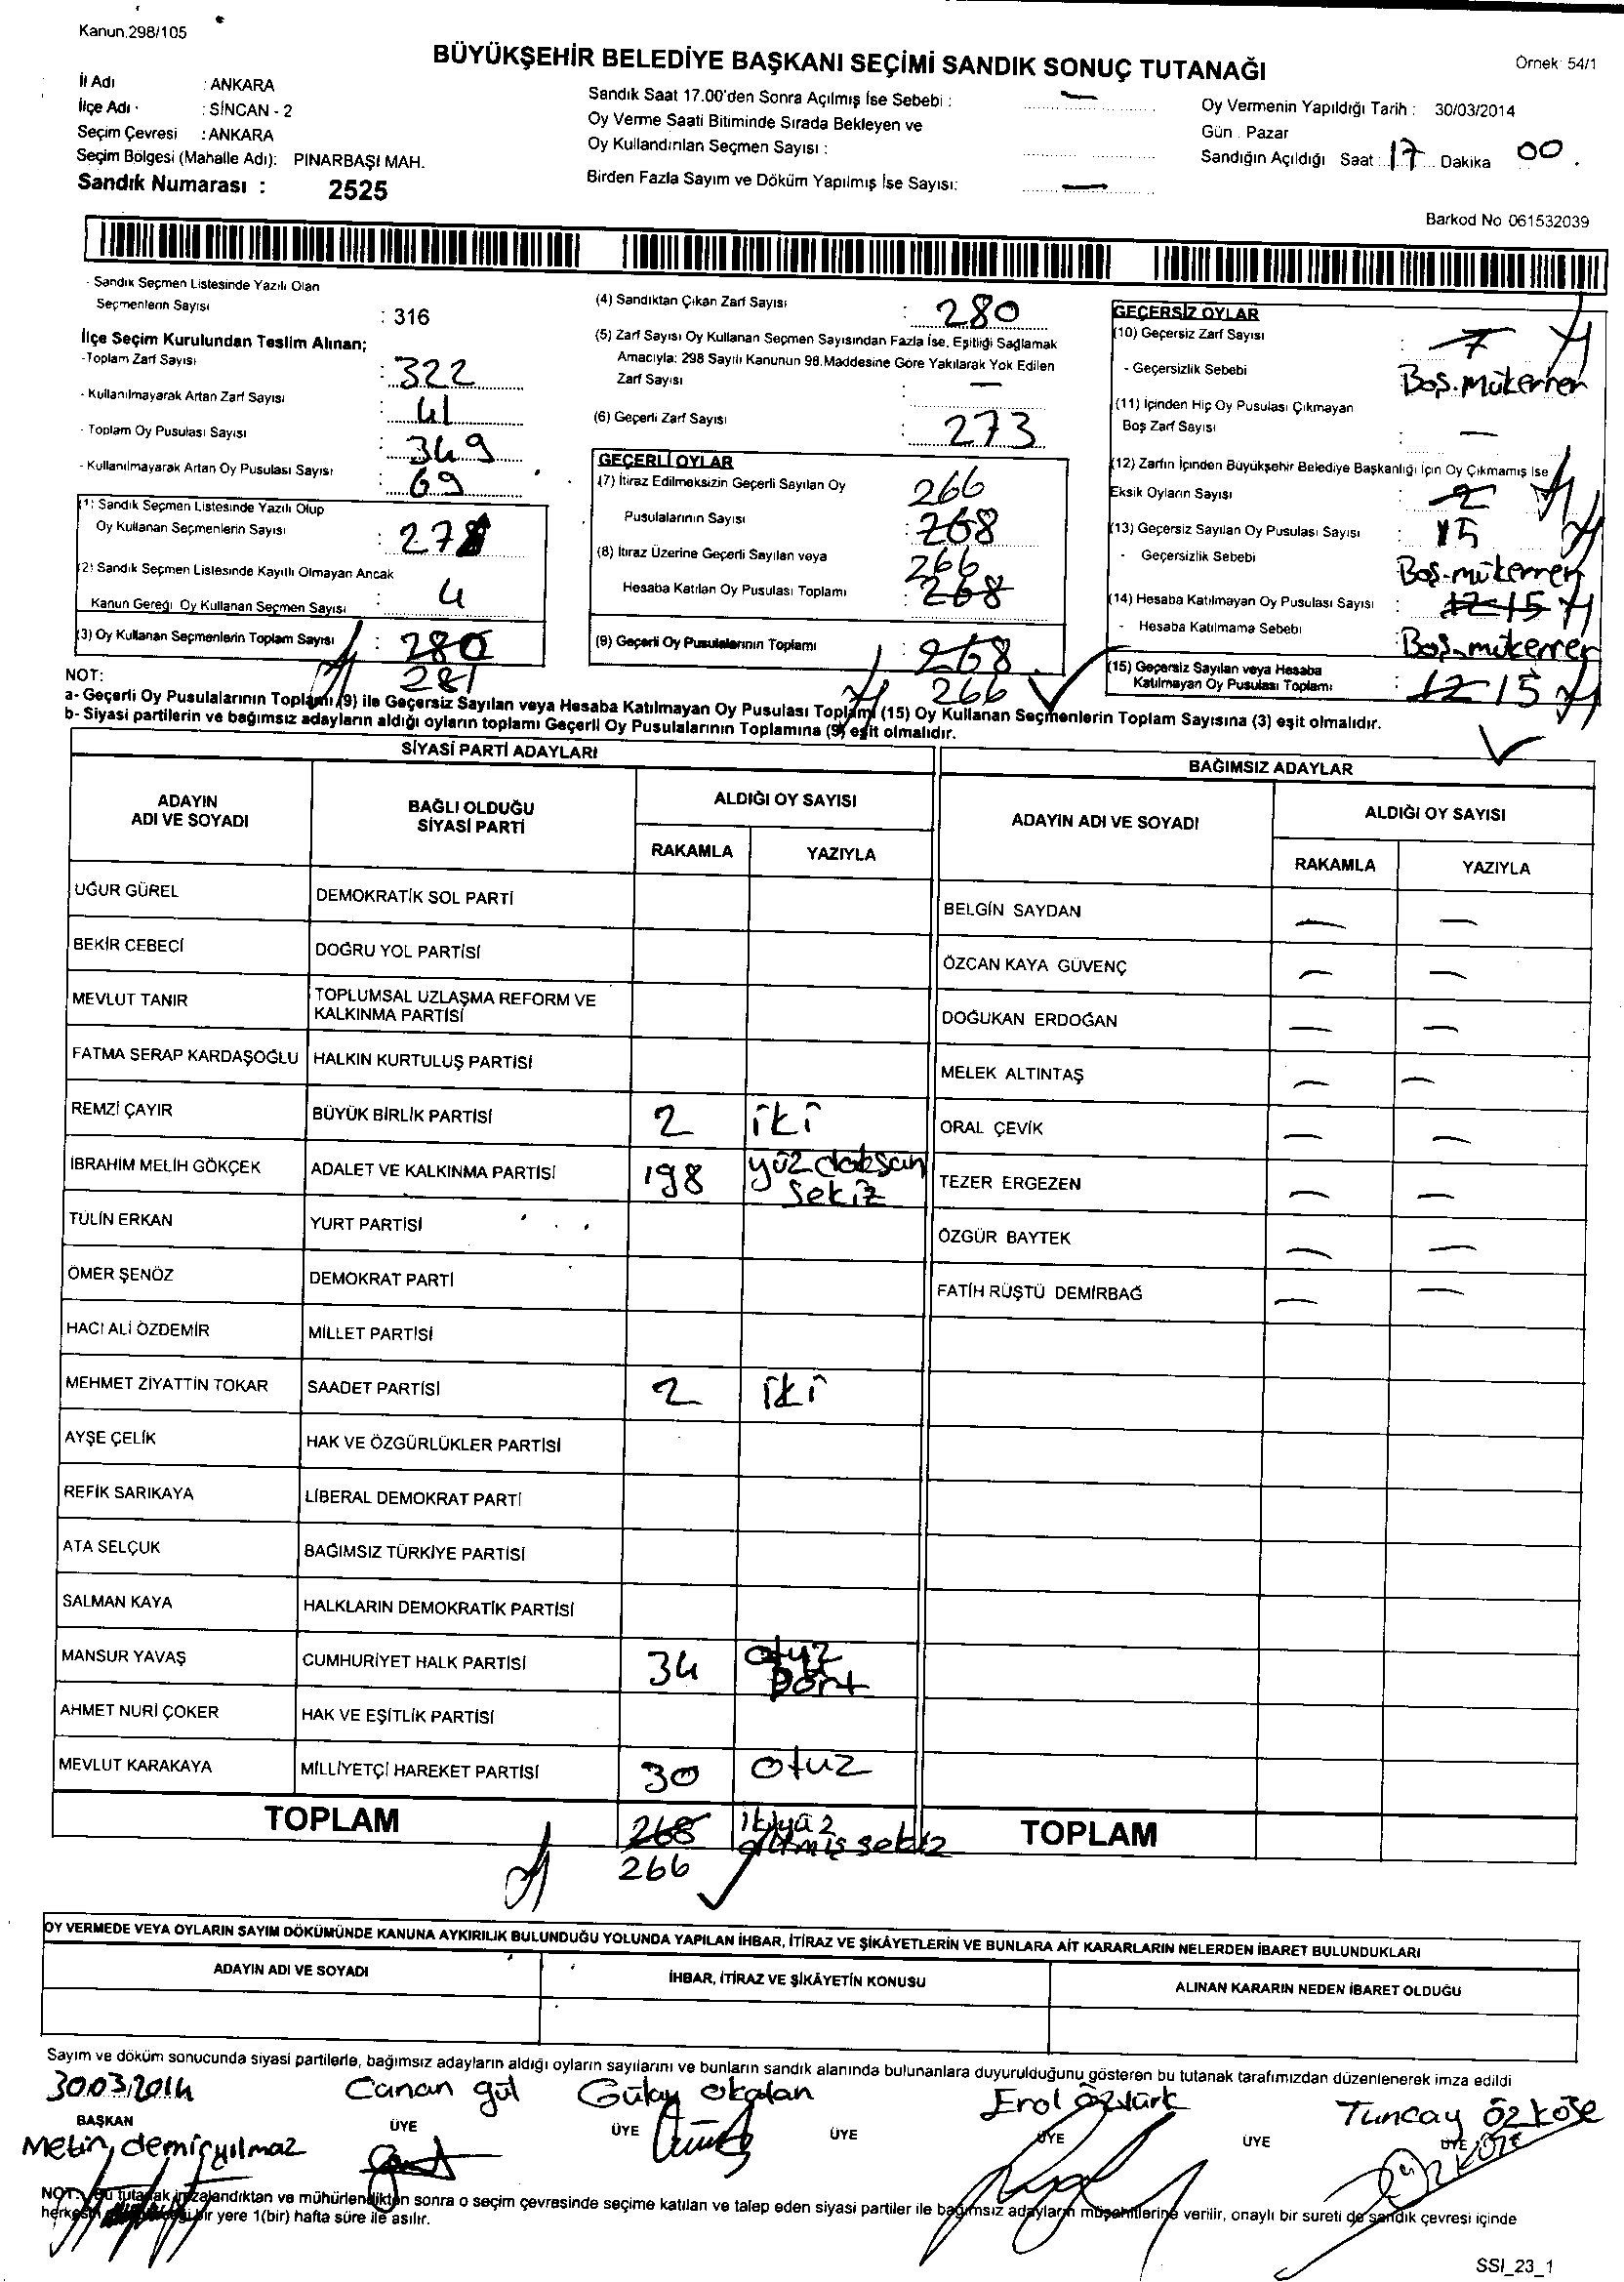 Kanun.298/105
BÜYÜKŞEHİR BELEDİYE BAŞKANI SEÇİMİ SANDIK SONUÇ TUTANAĞI
Örnek: 54/1
İl Adı : ANKARA
İlçe Adı : SİNCAN - 2
Seçim Çevresi : ANKARA
Seçim Bölgesi (Mahalle Adı): PINARBAŞI MAH.
Sandık Numarası : 2525
Sandık Saat 17.00'den Sonra Açılmış İse Sebebi : —
Oy Verme Saati Bitiminde Sırada Bekleyen ve
Oy Kullandırılan Seçmen Sayısı :
Birden Fazla Sayım ve Döküm Yapılmış İse Sayısı: —
Oy Vermenin Yapıldığı Tarih : 30/03/2014
Gün : Pazar
Sandığın Açıldığı Saat : 17 Dakika 00
Barkod No 061532039
- Sandık Seçmen Listesinde Yazılı Olan
Seçmenlerin Sayısı : 316
İlçe Seçim Kurulundan Teslim Alınan;
-Toplam Zarf Sayısı : 322
- Kullanılmayarak Artan Zarf Sayısı : 41
- Toplam Oy Pusulası Sayısı : 349
- Kullanılmayarak Artan Oy Pusulası Sayısı : 69
(1) Sandık Seçmen Listesinde Yazılı Olup
Oy Kullanan Seçmenlerin Sayısı :
(2) Sandık Seçmen Listesinde Kayıtlı Olmayan Ancak
Kanun Gereği Oy Kullanan Seçmen Sayısı : 4
(3) Oy Kullanan Seçmenlerin Toplam Sayısı : 280
281
(4) Sandıktan Çıkan Zarf Sayısı : 280
(5) Zarf Sayısı Oy Kullanan Seçmen Sayısından Fazla İse, Eşitliği Sağlamak
Amacıyla: 298 Sayılı Kanunun 98.Maddesine Göre Yakılarak Yok Edilen
Zarf Sayısı : —
(6) Geçerli Zarf Sayısı : 273
GEÇERLİ OYLAR
(7) İtiraz Edilmeksizin Geçerli Sayılan Oy 266
Pusulalarının Sayısı : 268
(8) İtiraz Üzerine Geçerli Sayılan veya 266
Hesaba Katılan Oy Pusulası Toplamı : 268
(9) Geçerli Oy Pusulalarının Toplamı : 268
266
GEÇERSİZ OYLAR
(10) Geçersiz Zarf Sayısı : 7
- Geçersizlik Sebebi Boş.mükerrer
(11) İçinden Hiç Oy Pusulası Çıkmayan
Boş Zarf Sayısı : —
(12) Zarfın İçinden Büyükşehir Belediye Başkanlığı İçin Oy Çıkmamış İse
Eksik Oyların Sayısı : 2
(13) Geçersiz Sayılan Oy Pusulası Sayısı : 15
- Geçersizlik Sebebi Boş-mükerrer
(14) Hesaba Katılmayan Oy Pusulası Sayısı : 12 15
- Hesaba Katılmama Sebebi : Boş-mükerrer
(15) Geçersiz Sayılan veya Hesaba
Katılmayan Oy Pusulası Toplamı : 12 15
NOT:
a- Geçerli Oy Pusulalarının Toplamı (9) ile Geçersiz Sayılan veya Hesaba Katılmayan Oy Pusulası Toplamı (15) Oy Kullanan Seçmenlerin Toplam Sayısına (3) eşit olmalıdır.
b- Siyasi partilerin ve bağımsız adayların aldığı oyların toplamı Geçerli Oy Pusulalarının Toplamına (9) eşit olmalıdır.
SİYASİ PARTİ ADAYLARI
ADAYIN ADI VE SOYADI
BAĞLI OLDUĞU SİYASİ PARTİ
ALDIĞI OY SAYISI
RAKAMLA YAZIYLA
UĞUR GÜREL DEMOKRATİK SOL PARTİ
BEKİR CEBECİ DOĞRU YOL PARTİSİ
MEVLUT TANIR TOPLUMSAL UZLAŞMA REFORM VE
KALKINMA PARTİSİ
FATMA SERAP KARDAŞOĞLU HALKIN KURTULUŞ PARTİSİ
REMZİ ÇAYIR BÜYÜK BİRLİK PARTİSİ 2 iki
İBRAHİM MELİH GÖKÇEK ADALET VE KALKINMA PARTİSİ 198 yüz doksan
sekiz
TÜLİN ERKAN YURT PARTİSİ
ÖMER ŞENÖZ DEMOKRAT PARTİ
HACI ALİ ÖZDEMİR MİLLET PARTİSİ
MEHMET ZİYATTİN TOKAR SAADET PARTİSİ 2 iki
AYŞE ÇELİK HAK VE ÖZGÜRLÜKLER PARTİSİ
REFİK SARIKAYA LİBERAL DEMOKRAT PARTİ
ATA SELÇUK BAĞIMSIZ TÜRKİYE PARTİSİ
SALMAN KAYA HALKLARIN DEMOKRATİK PARTİSİ
MANSUR YAVAŞ CUMHURİYET HALK PARTİSİ 34 otuz
Dört
AHMET NURİ ÇOKER HAK VE EŞİTLİK PARTİSİ
MEVLUT KARAKAYA MİLLİYETÇİ HAREKET PARTİSİ 30 otuz
TOPLAM 268 ikiyüz
altmış sekiz
266
BAĞIMSIZ ADAYLAR
ADAYIN ADI VE SOYADI
ALDIĞI OY SAYISI
RAKAMLA YAZIYLA
BELGİN SAYDAN — —
ÖZCAN KAYA GÜVENÇ — —
DOĞUKAN ERDOĞAN — —
MELEK ALTINTAŞ — —
ORAL ÇEVİK — —
TEZER ERGEZEN — —
ÖZGÜR BAYTEK — —
FATİH RÜŞTÜ DEMİRBAĞ — —
TOPLAM
OY VERMEDE VEYA OYLARIN SAYIM DÖKÜMÜNDE KANUNA AYKIRILIK BULUNDUĞU YOLUNDA YAPILAN İHBAR, İTİRAZ VE ŞİKÂYETLERİN VE BUNLARA AİT KARARLARIN NELERDEN İBARET BULUNDUKLARI
ADAYIN ADI VE SOYADI İHBAR, İTİRAZ VE ŞİKÂYETİN KONUSU ALINAN KARARIN NEDEN İBARET OLDUĞU
Sayım ve döküm sonucunda siyasi partilerle, bağımsız adayların aldığı oyların sayılarını ve bunların sandık alanında bulunanlara duyurulduğunu gösteren bu tutanak tarafımızdan düzenlenerek imza edildi
30.03.2014 Canan gül Gülay okalan Erol Öztürk Tuncay Özköse
BAŞKAN ÜYE ÜYE ÜYE ÜYE ÜYE ÜYE
Metin demiryılmaz
NOT: Bu tutanak imzalandıktan ve mühürlendikten sonra o seçim çevresinde seçime katılan ve talep eden siyasi partiler ile bağımsız adayların müşahitlerine verilir, onaylı bir sureti de sandık çevresi içinde
bir yere 1(bir) hafta süre ile asılır.
SSI_23_1